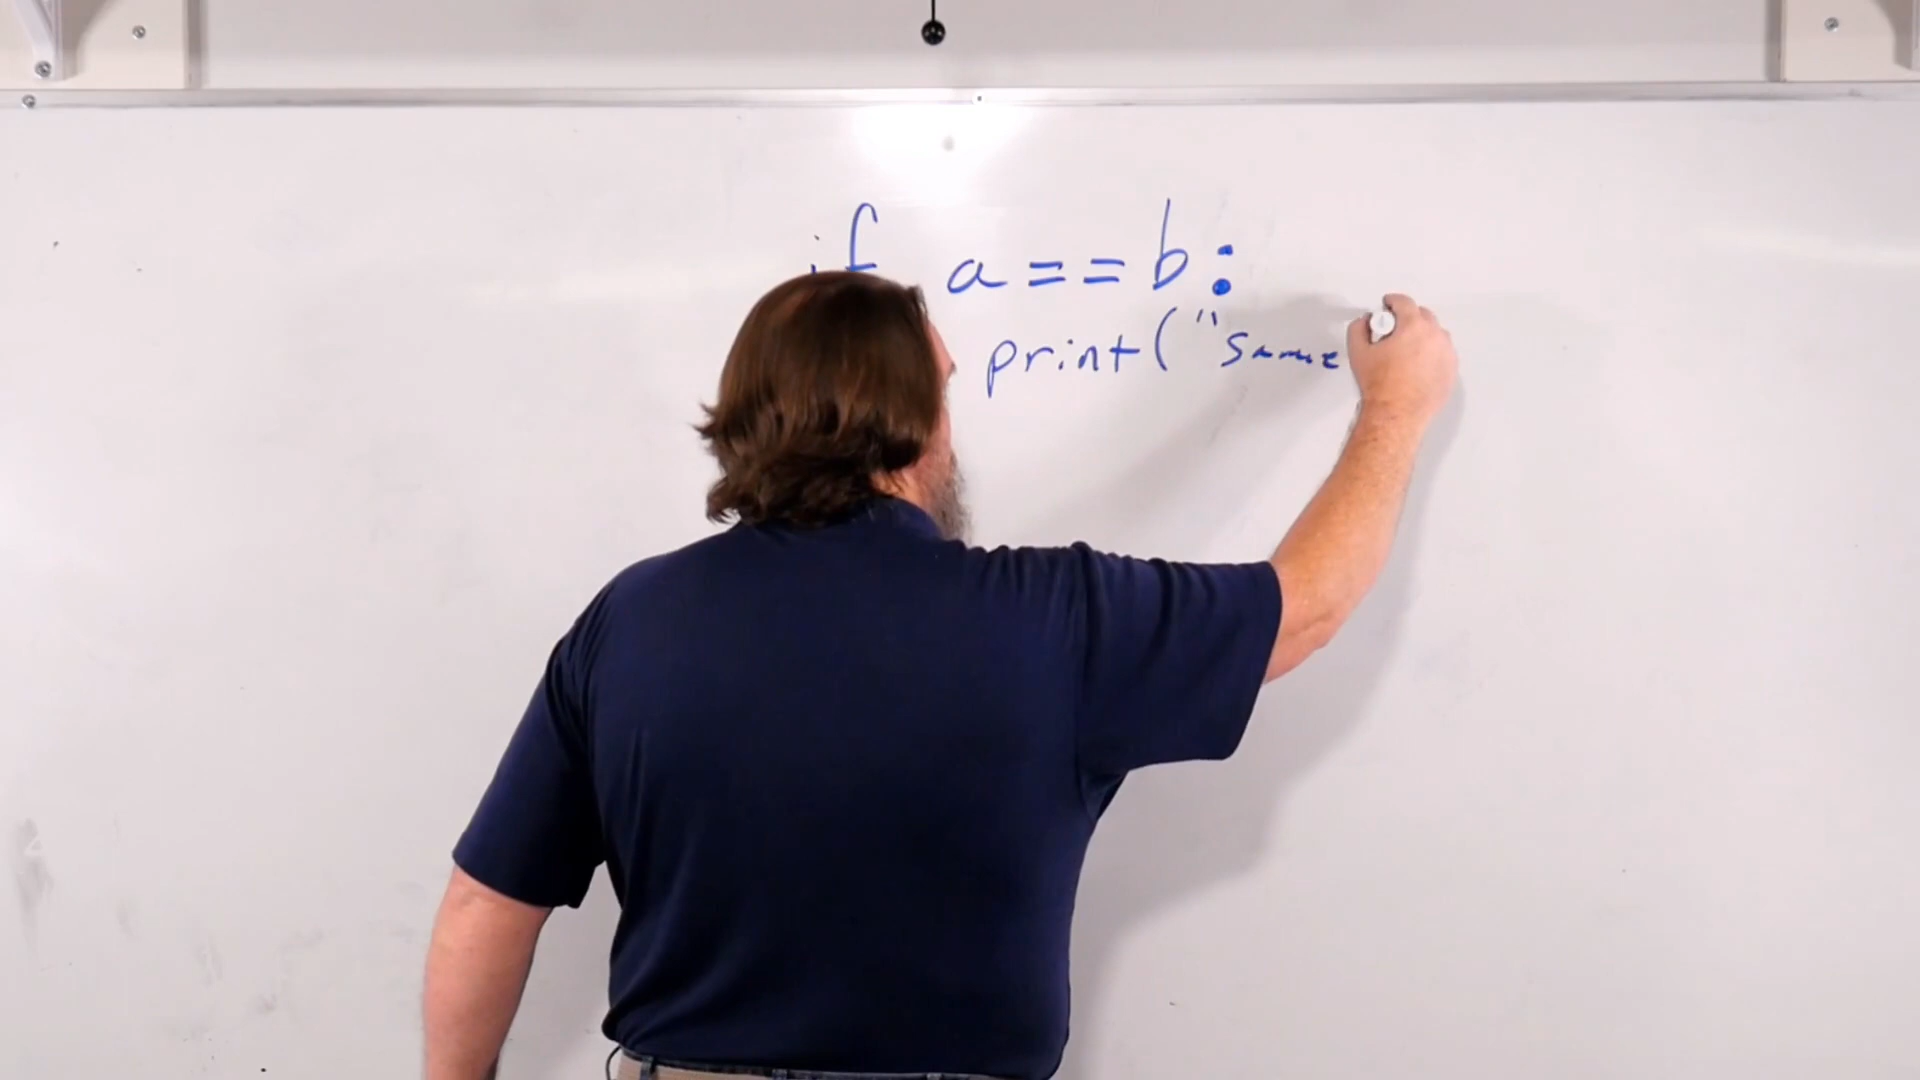 if a == b:
print("same